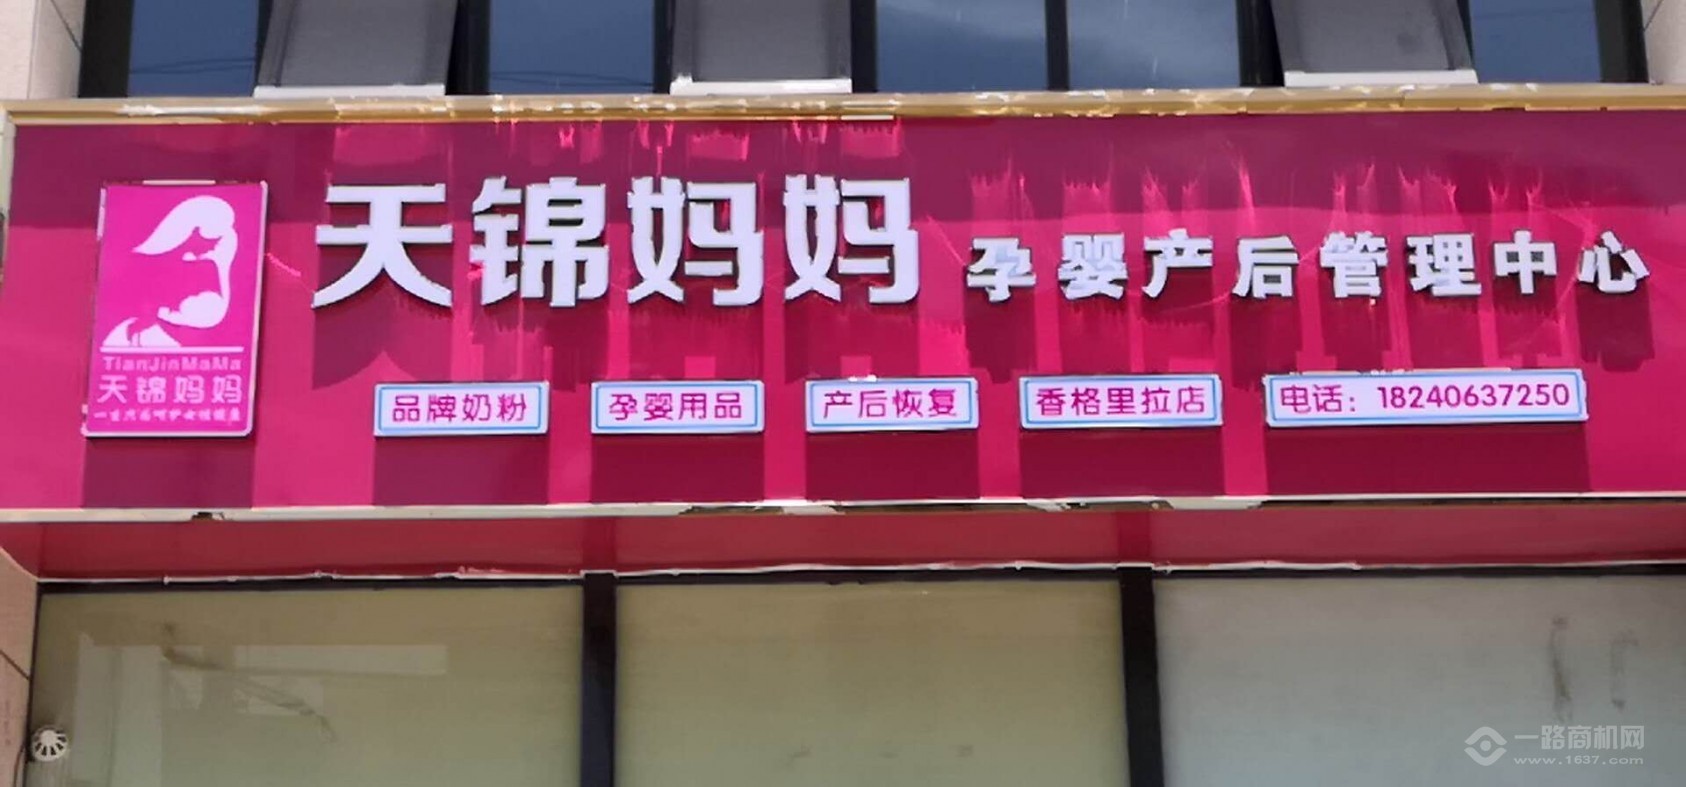 天锦妈妈 孕婴产后管理中心
TianJinMaMa
天锦妈妈
品牌奶粉 孕婴用品 产后恢复 香格里拉店 电话：18240637250
一路商机网
www.1637.com